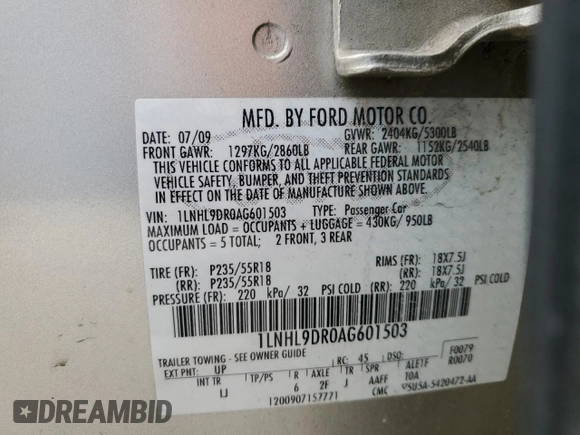 MFD. BY FORD MOTOR CO.
DATE: 07/09 GVWR: 2404KG/5300LB
FRONT GAWR: 1297KG/2860LB REAR GAWR: 1152KG/2540LB
THIS VEHICLE CONFORMS TO ALL APPLICABLE FEDERAL MOTOR
VEHICLE SAFETY, BUMPER, AND THEFT PREVENTION STANDARDS
IN EFFECT ON THE DATE OF MANUFACTURE SHOWN ABOVE.
VIN: 1LNHL9DR0AG601503 TYPE: Passenger Car
MAXIMUM LOAD = OCCUPANTS + LUGGAGE = 430KG/ 950LB
OCCUPANTS = 5 TOTAL; 2 FRONT, 3 REAR
TIRE (FR): P235/55R18 RIMS (FR): 18X7.5J
(RR): P235/55R18 (RR): 18X7.5J
PRESSURE (FR): 220 kPa/ 32 PSI COLD (RR): 220 kPa/ 32 PSI COLD
1LNHL9DR0AG601503
TRAILER TOWING - SEE OWNER GUIDE RC: 45 DSO: F0079
EXT PNT: UP R0070
INT TR TP/PS R AXLE TR SPR
LJ 6 2F J AAFF TOA
1200907157771 CMC 5U5A-5420472-AA
DREAMBID